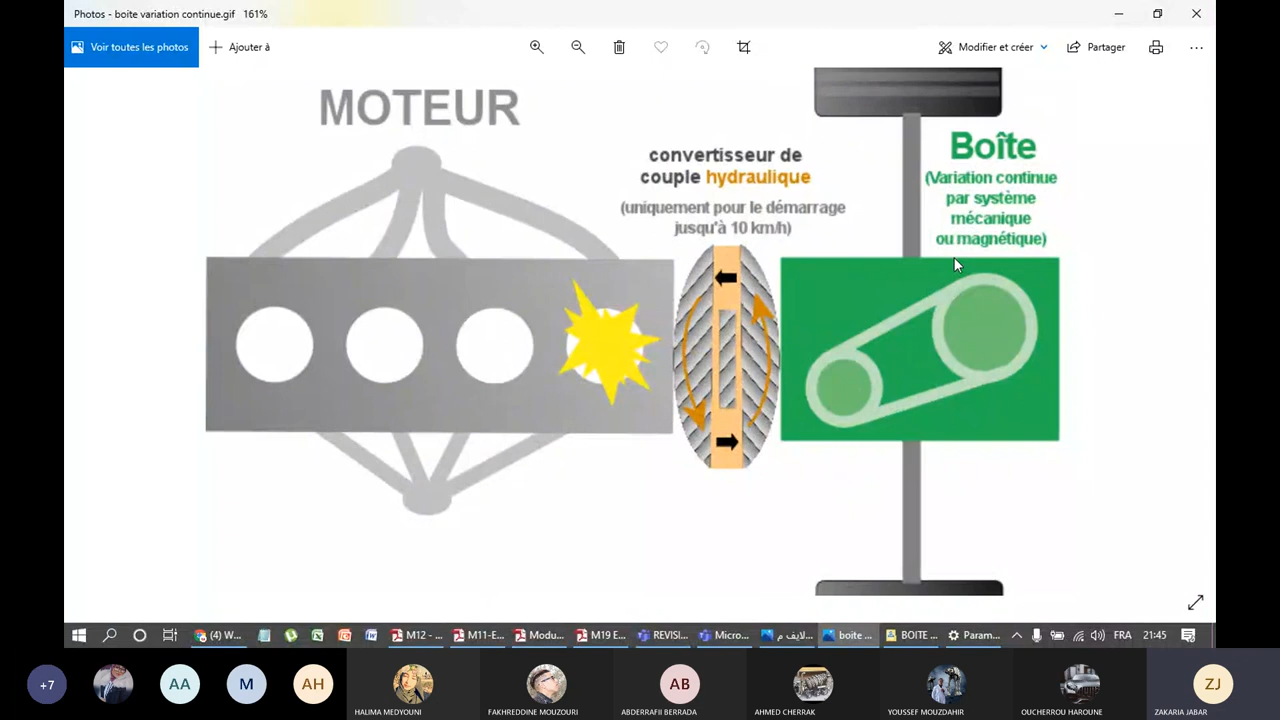 Photos - boite variation continue.gif 161%
Voir toutes les photos
Ajouter à
Modifier et créer
Partager
MOTEUR
convertisseur de
couple hydraulique
(uniquement pour le démarrage
jusqu'à 10 km/h)
Boîte
(Variation continue
par système
mécanique
ou magnétique)
(4) W...
M12 - ...
M11-E...
Modu...
M19 E...
REVISI...
Micro...
لايف م...
boite ...
BOITE ...
Param...
FRA
21:45
+7
AA
M
AH
AB
ZJ
HALIMA MEDYOUNI
FAKHREDDINE MOUZOURI
ABDERRAFII BERRADA
AHMED CHERRAK
YOUSSEF MOUZDAHIR
OUCHERROU HAROUNE
ZAKARIA JABAR